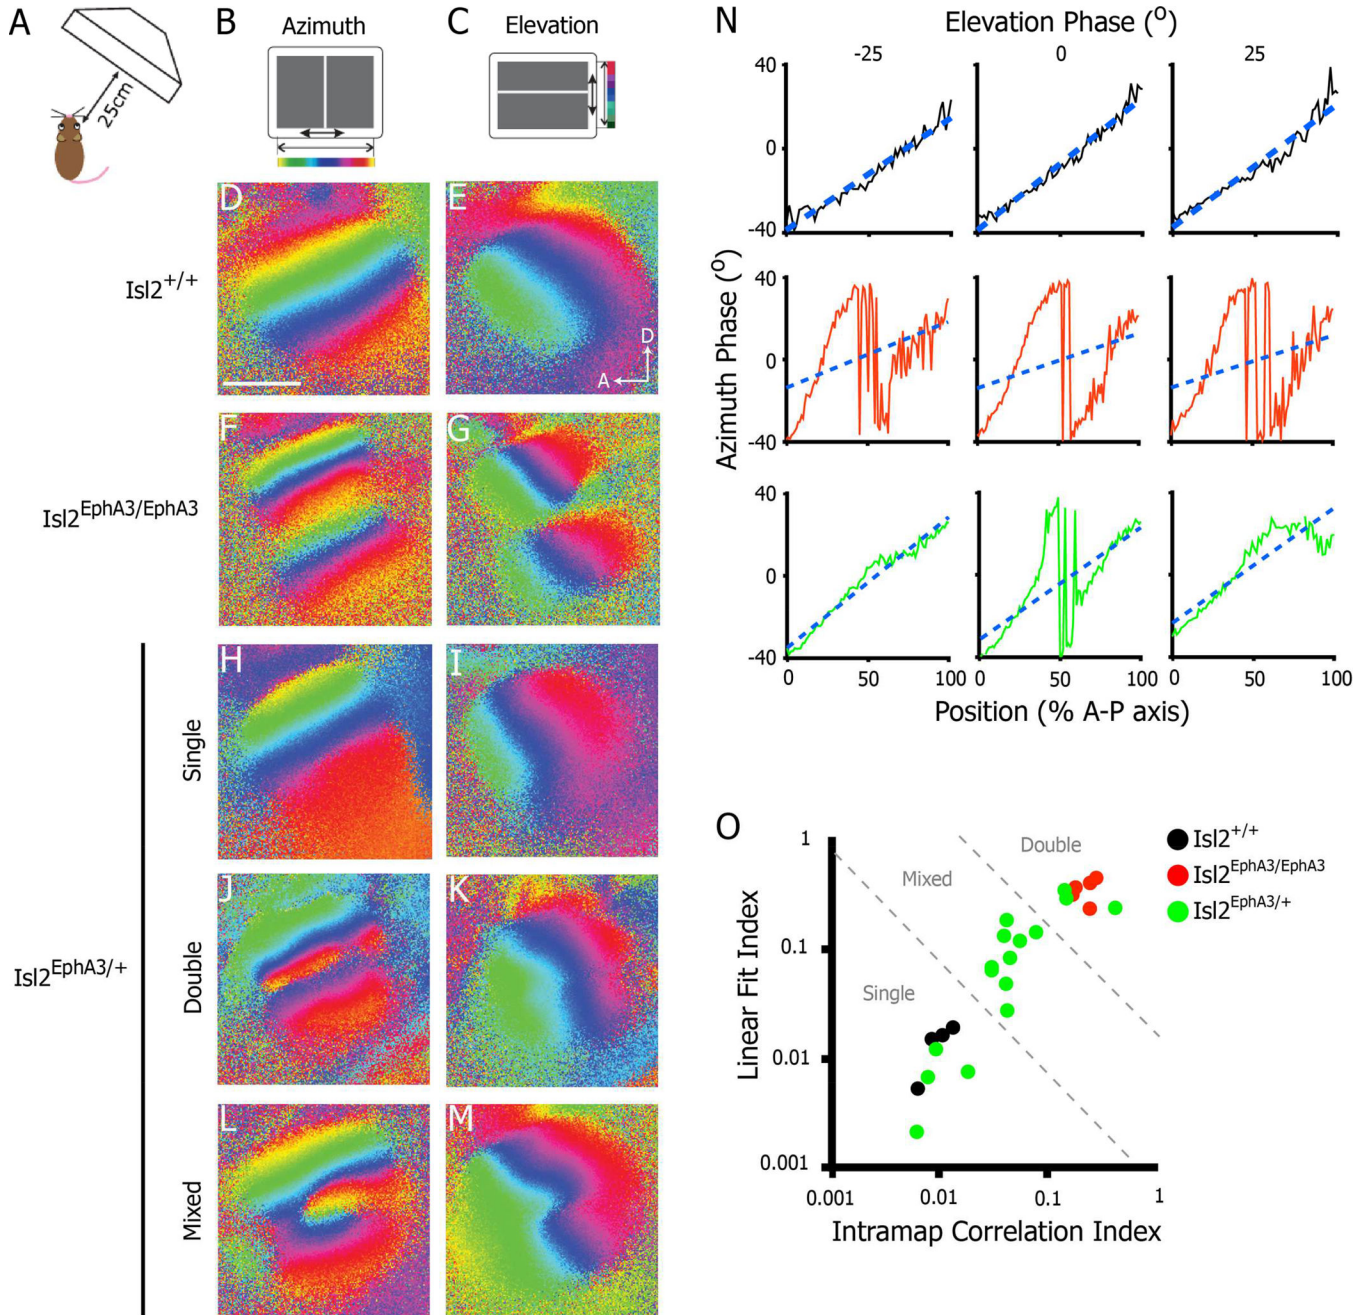 A
25cm
B
Azimuth
C
Elevation
D
E
D
A
Isl2+/+
F
G
Isl2EphA3/EphA3
H
I
Single
J
K
Double
Isl2EphA3/+
L
M
Mixed
N
Elevation Phase (o)
-25 0 25
40
0
-40
40
0
-40
40
0
-40
Azimuth Phase (o)
0 50 100 0 50 100 0 50 100
Position (% A-P axis)
O
1
0.1
0.01
0.001
Linear Fit Index
Double
Mixed
Single
0.001 0.01 0.1 1
Intramap Correlation Index
Isl2+/+
Isl2EphA3/EphA3
Isl2EphA3/+